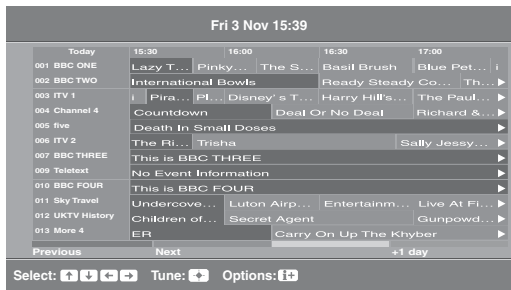 Fri 3 Nov 15:39
Today 15:30 16:00 16:30 17:00
001 BBC ONE Lazy T... Pinky... The S... Basil Brush Blue Pet... i
002 BBC TWO International Bowls Ready Steady Co... Th...
003 ITV 1 i Pira... Pl... Disney's T... Harry Hill's... The Paul...
004 Channel 4 Countdown Deal Or No Deal Richard &...
005 five Death In Small Doses
006 ITV 2 The Ri... Trisha Sally Jessy...
007 BBC THREE This is BBC THREE
009 Teletext No Event Information
010 BBC FOUR This is BBC FOUR
011 Sky Travel Undercove... Luton Airp... Entertainm... Live At Fi...
012 UKTV History Children of... Secret Agent Gunpowd...
013 More 4 ER Carry On Up The Khyber
Previous Next +1 day
Select: ↑ ↓ ← → Tune: Options: i+